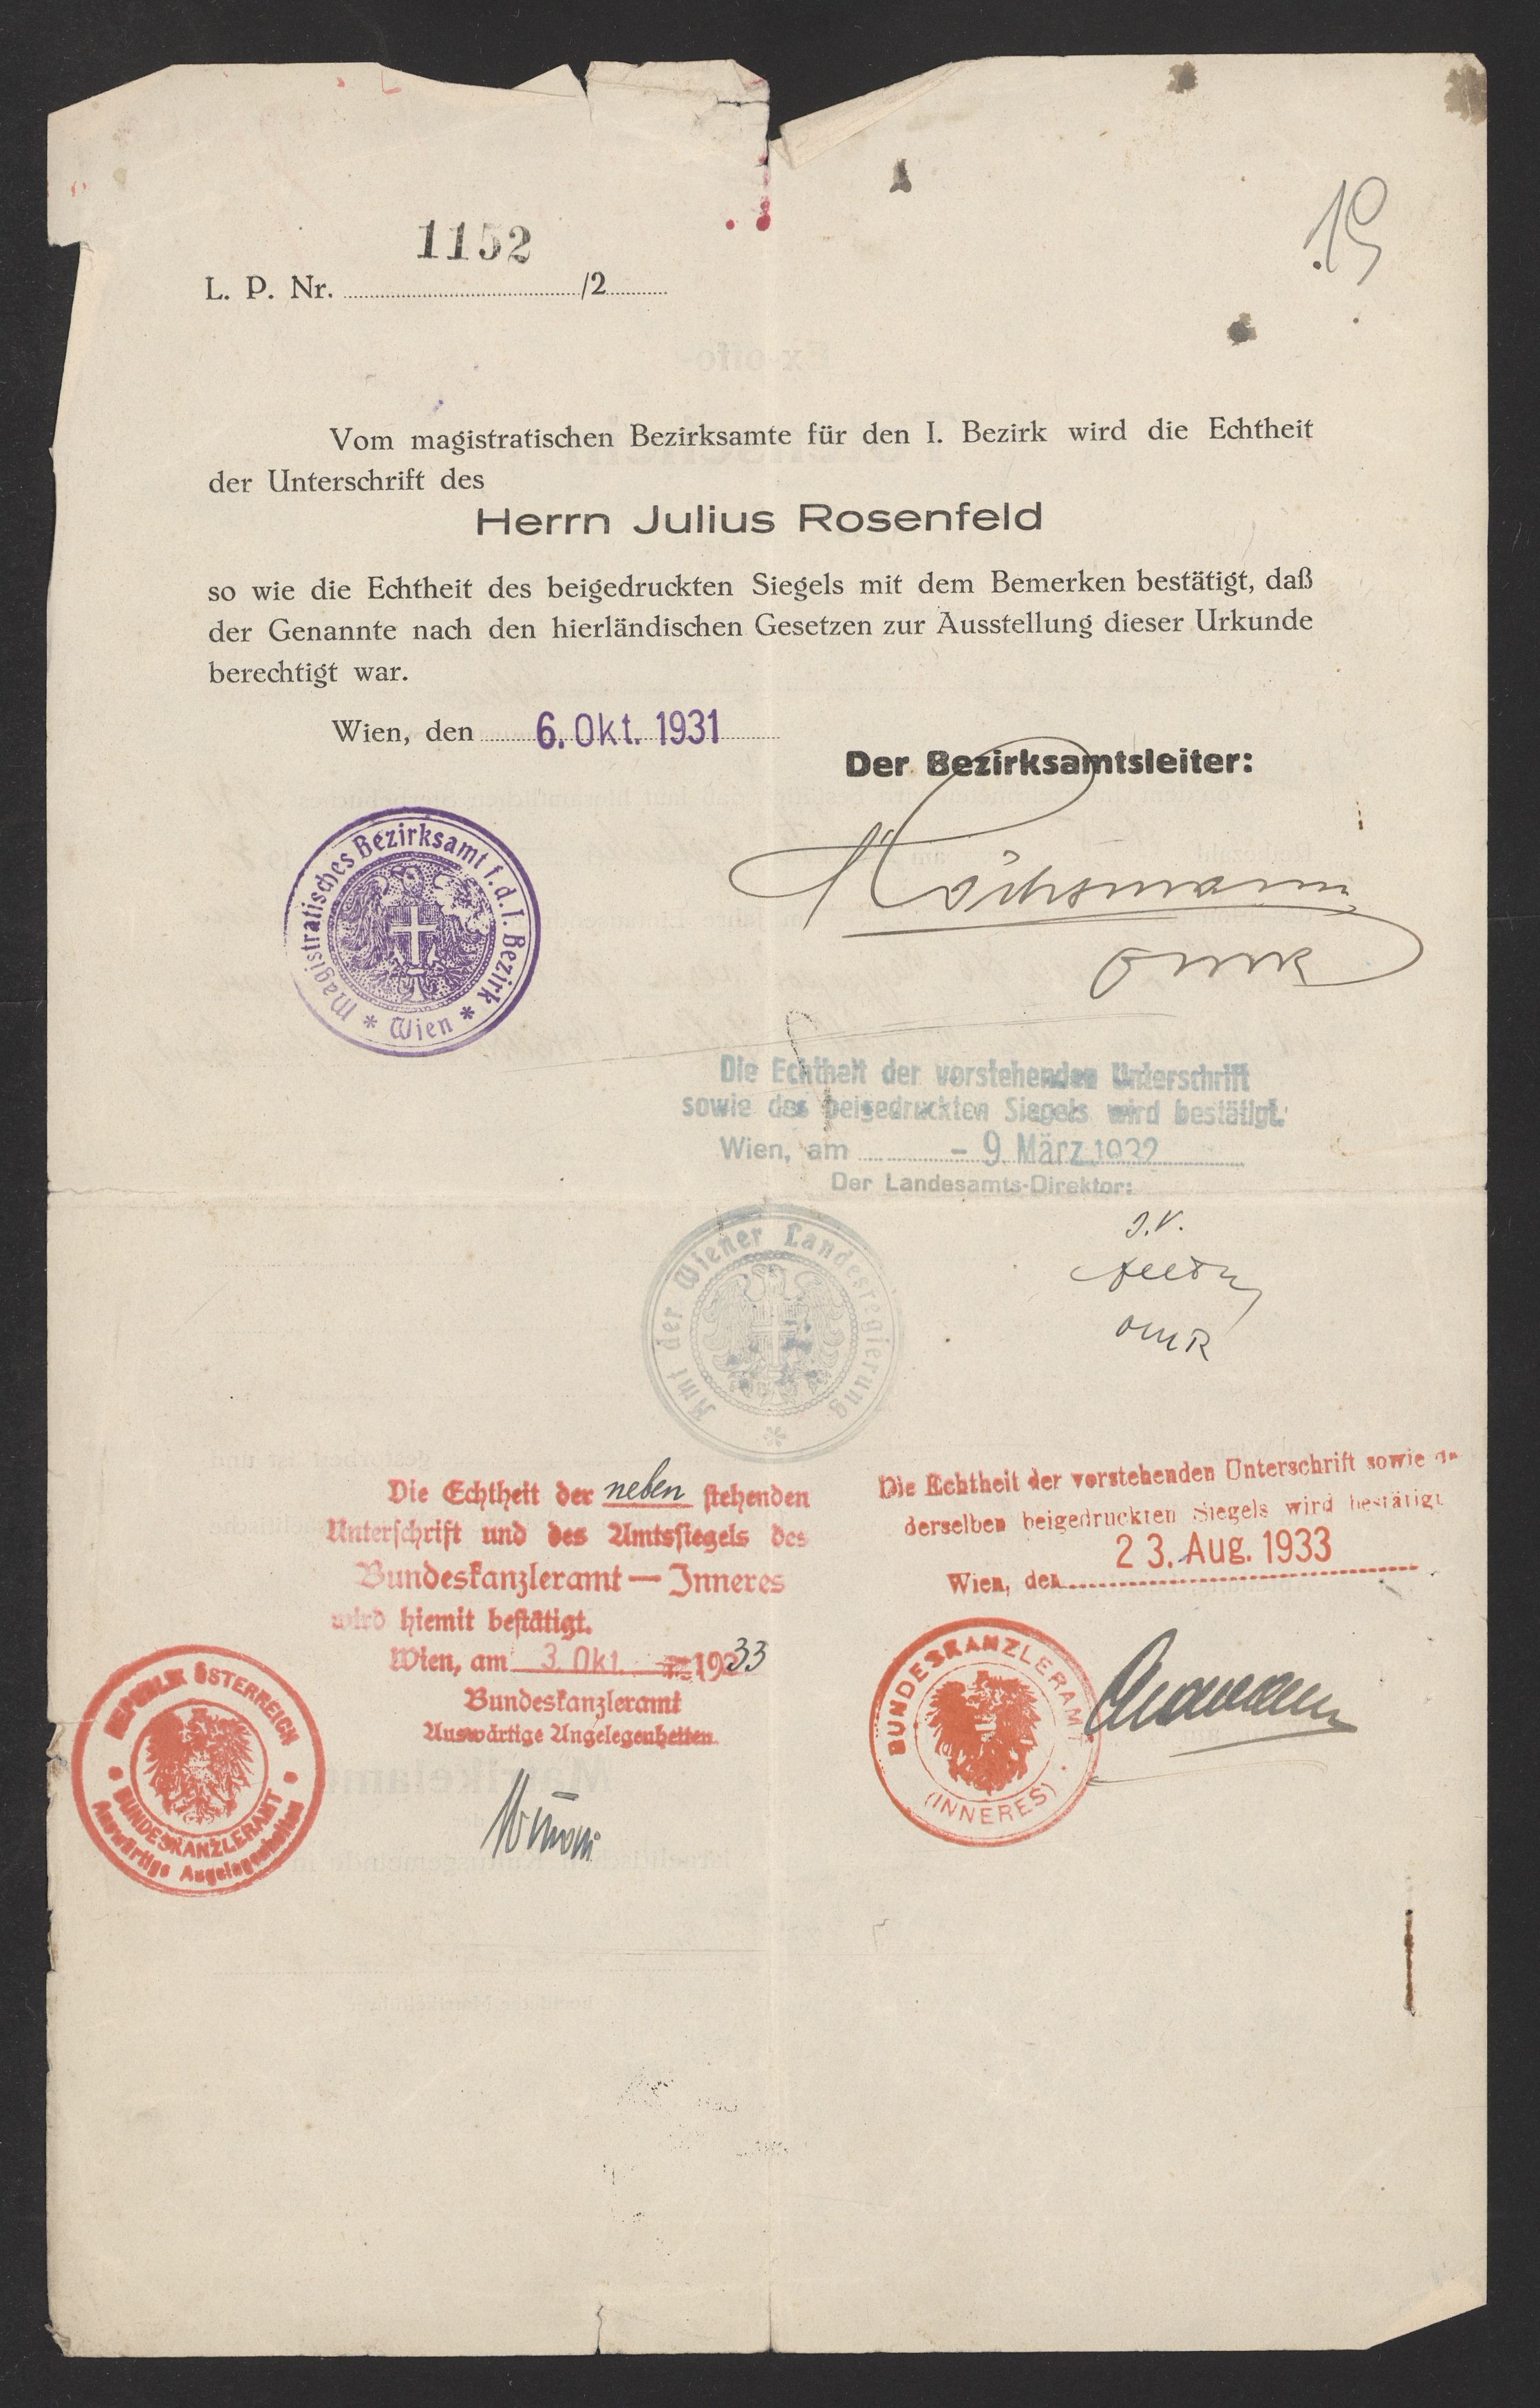 1152
L. P. Nr. /2
19
Vom magistratischen Bezirksamte für den I. Bezirk wird die Echtheit
der Unterschrift des
Herrn Julius Rosenfeld
so wie die Echtheit des beigedruckten Siegels mit dem Bemerken bestätigt, daß
der Genannte nach den hierländischen Gesetzen zur Ausstellung dieser Urkunde
berechtigt war.
Wien, den 6. Okt. 1931
Der Bezirksamtsleiter:
Magistratisches Bezirksamt f. d. I. Bezirk
* Wien *
OMR
Die Echtheit der vorstehenden Unterschrift
sowie des beigedruckten Siegels wird bestätigt.
Wien, am - 9. März 1932
Der Landesamts-Direktor:
I.V.
OMR
Amt der Wiener Landesregierung
*
Die Echtheit der neben stehenden
Unterschrift und des Amtssiegels des
Bundeskanzleramt — Inneres
wird hiemit bestätigt.
Wien, am 3. Okt. 1933
Bundeskanzleramt
Auswärtige Angelegenheiten.
REPUBLIK ÖSTERREICH
BUNDESKANZLERAMT
Auswärtige Angelegenheiten
Die Echtheit der vorstehenden Unterschrift sowie
derselben beigedruckten Siegels wird bestätigt
23. Aug. 1933
Wien, den
BUNDESKANZLERAMT
(INNERES)